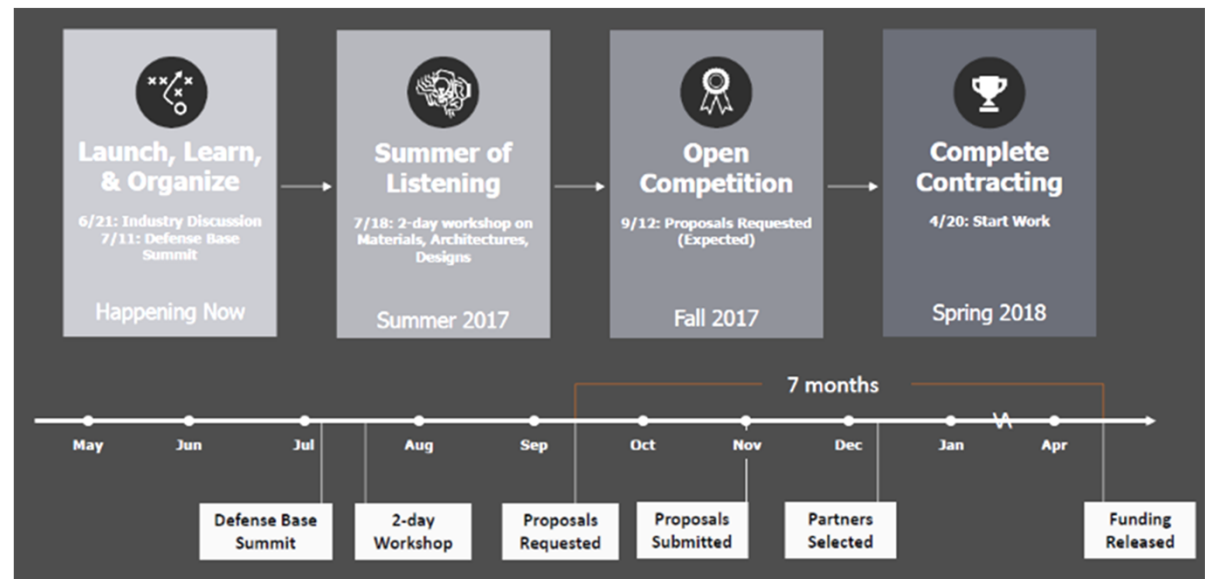 Launch, Learn,
& Organize
6/21: Industry Discussion
7/11: Defense Base
Summit
Happening Now
Summer of
Listening
7/18: 2-day workshop on
Materials, Architectures,
Designs
Summer 2017
Open
Competition
9/12: Proposals Requested
(Expected)
Fall 2017
Complete
Contracting
4/20: Start Work
Spring 2018
7 months
May
Jun
Jul
Aug
Sep
Oct
Nov
Dec
Jan
Apr
Defense Base
Summit
2-day
Workshop
Proposals
Requested
Proposals
Submitted
Partners
Selected
Funding
Released